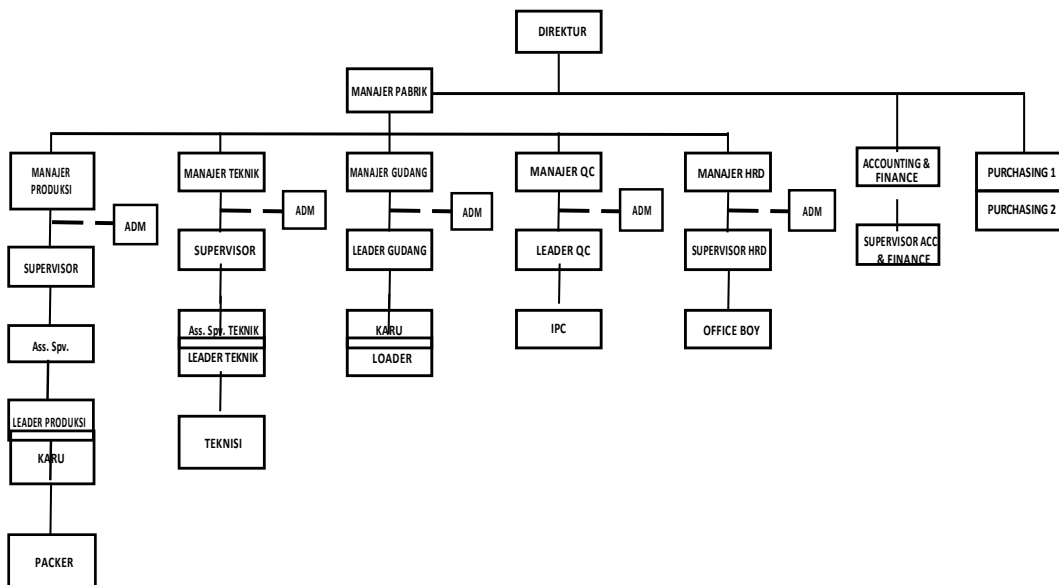 DIREKTUR
MANAJER PABRIK
MANAJER
PRODUKSI
MANAJER TEKNIK
MANAJER GUDANG
MANAJER QC
MANAJER HRD
ACCOUNTING &
FINANCE
PURCHASING 1
PURCHASING 2
ADM
ADM
ADM
ADM
ADM
SUPERVISOR
SUPERVISOR
LEADER GUDANG
LEADER QC
SUPERVISOR HRD
SUPERVISOR ACC
& FINANCE
Ass. Spv.
Ass. Spv. TEKNIK
LEADER TEKNIK
KARU
LOADER
IPC
OFFICE BOY
LEADER PRODUKSI
KARU
TEKNISI
PACKER